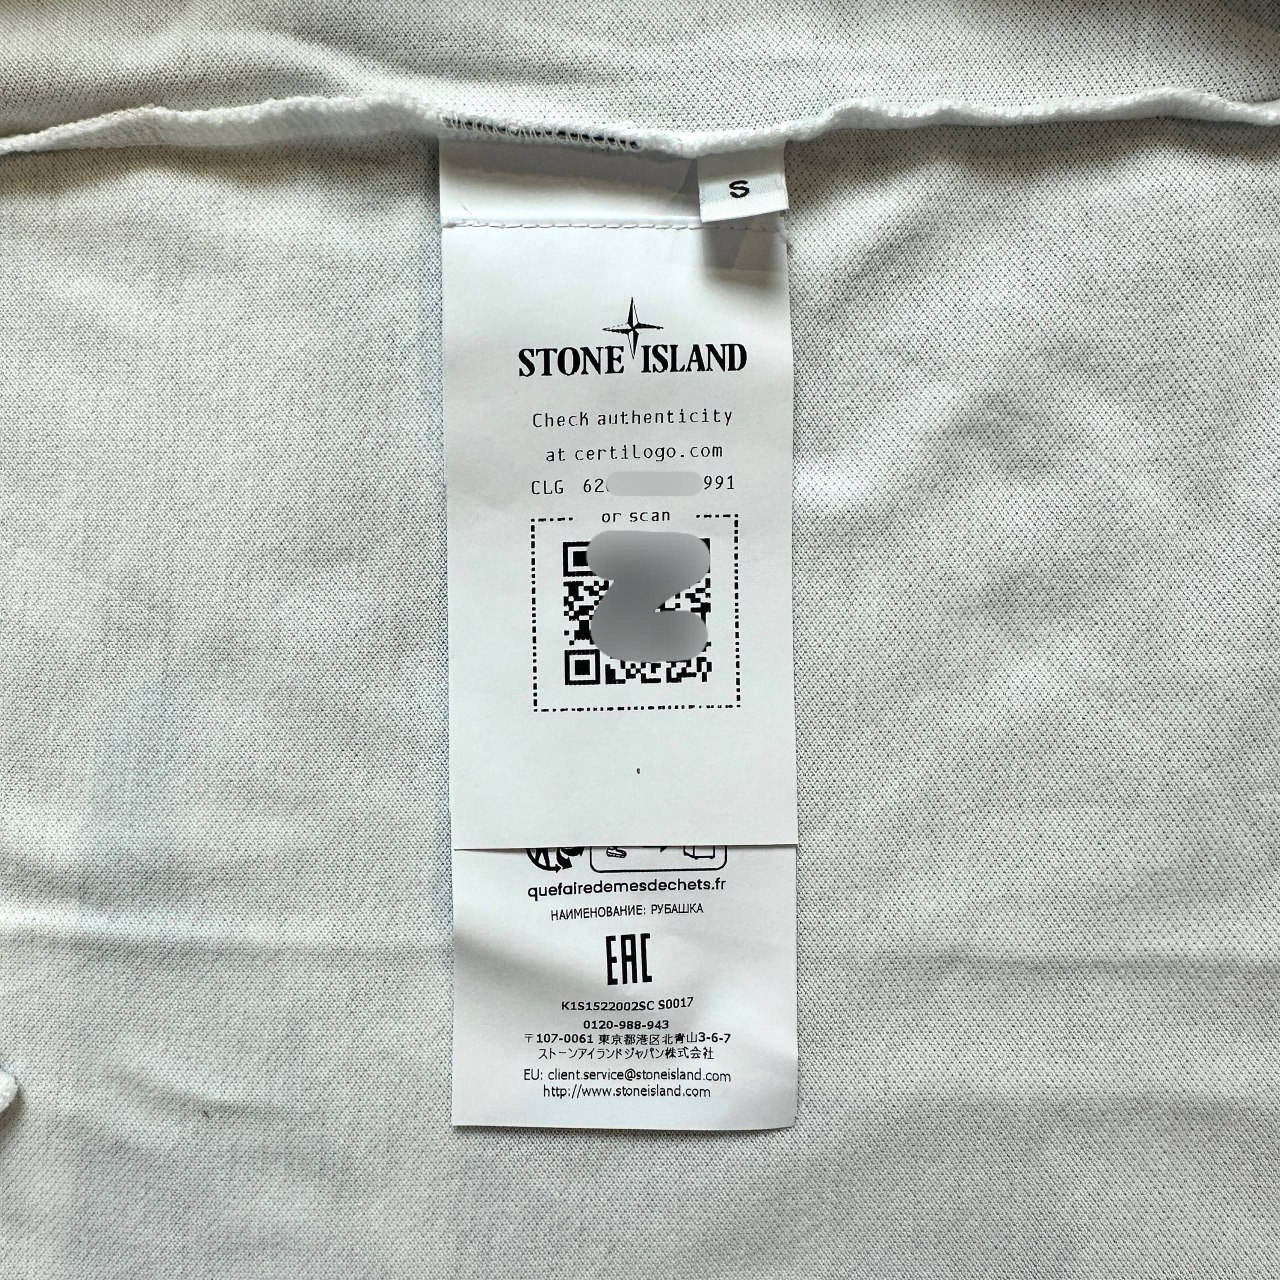 S
STONE ISLAND
Check authenticity
at certilogo.com
CLG 62 991
or scan
quefairedemesdechets.fr
НАИМЕНОВАНИЕ: РУБАШКА
EAC
K1S1522002SC S0017
0120-988-943
〒107-0061 東京都港区北青山3-6-7
ストーンアイランドジャパン株式会社
EU: client.service@stoneisland.com
http://www.stoneisland.com